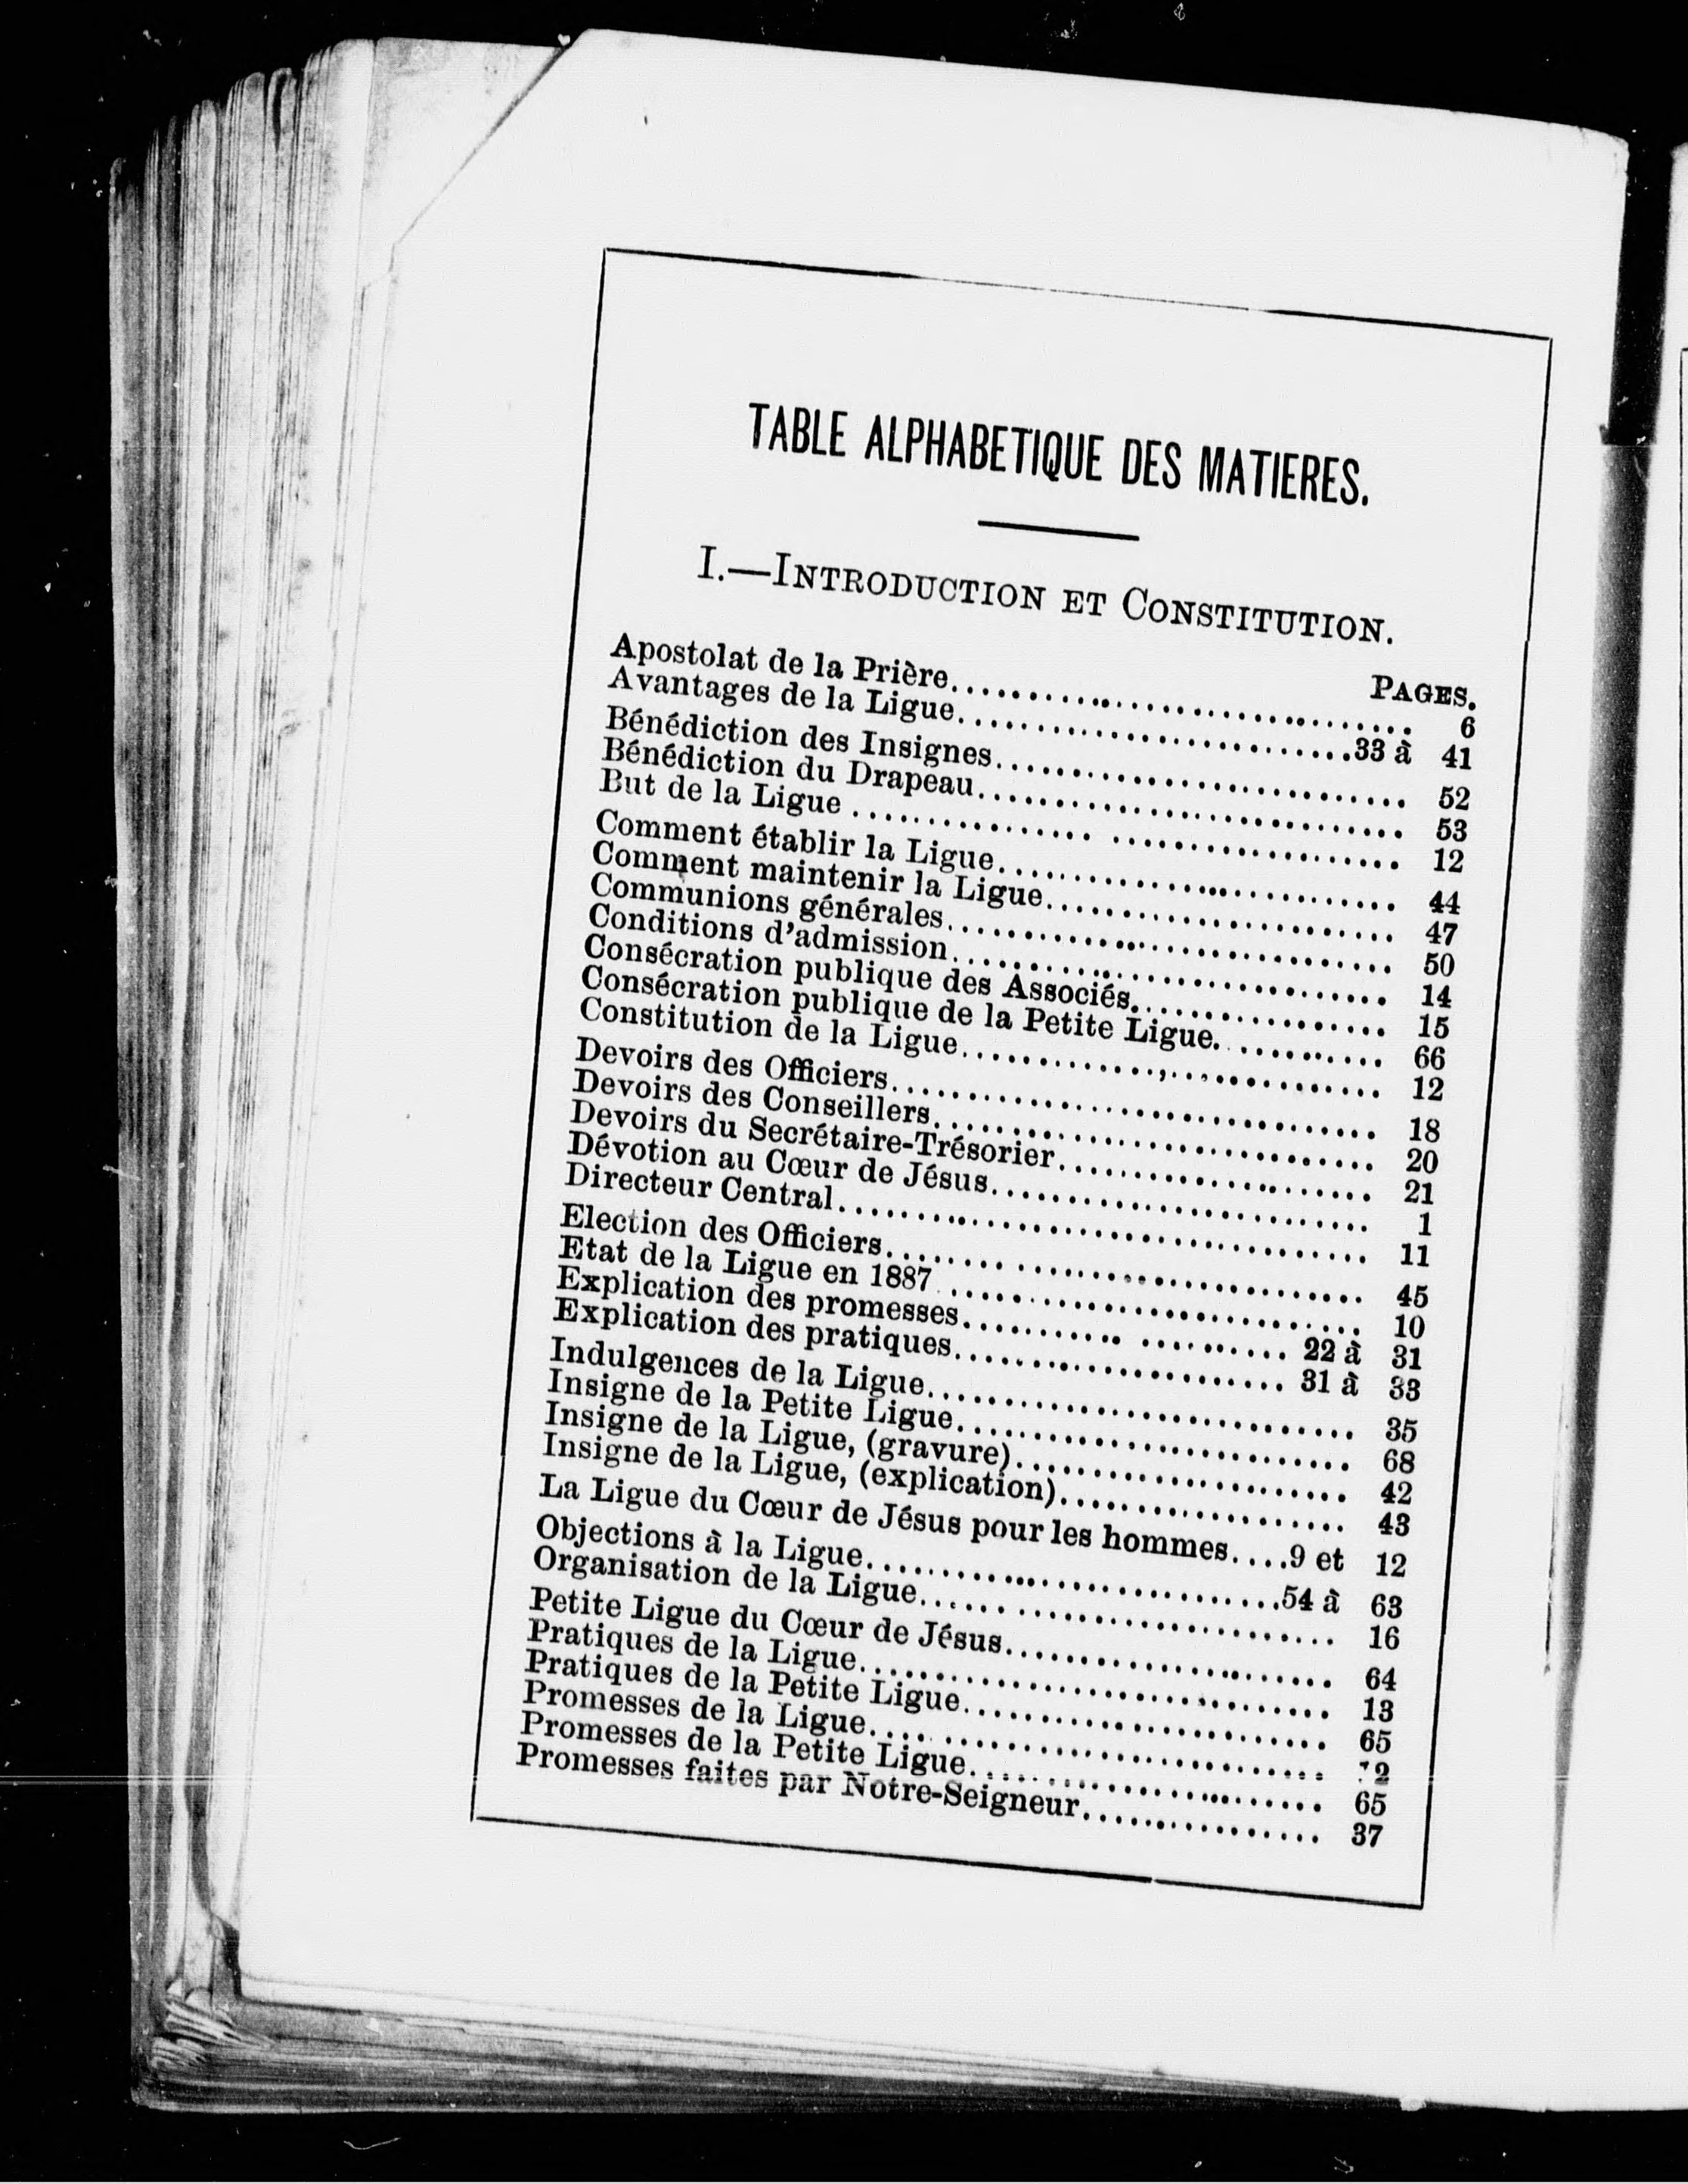 TABLE ALPHABETIQUE DES MATIERES.
I.—INTRODUCTION ET CONSTITUTION.
PAGES.
Apostolat de la Prière........................................ 6
Avantages de la Ligue..............................33 à 41
Bénédiction des Insignes.................................. 52
Bénédiction du Drapeau.................................. 53
But de la Ligue ........................................ 12
Comment établir la Ligue.............................. 44
Comment maintenir la Ligue.......................... 47
Communions générales.................................. 50
Conditions d'admission.................................. 14
Consécration publique des Associés.................. 15
Consécration publique de la Petite Ligue........... 66
Constitution de la Ligue................................ 12
Devoirs des Officiers.................................... 18
Devoirs des Conseillers.................................. 20
Devoirs du Secrétaire-Trésorier........................ 21
Dévotion au Cœur de Jésus............................ 1
Directeur Central........................................ 11
Election des Officiers.................................... 45
Etat de la Ligue en 1887................................ 10
Explication des promesses...................... 22 à 31
Explication des pratiques........................ 31 à 33
Indulgences de la Ligue................................ 35
Insigne de la Petite Ligue.............................. 68
Insigne de la Ligue, (gravure)........................ 42
Insigne de la Ligue, (explication).................... 43
La Ligue du Cœur de Jésus pour les hommes....9 et 12
Objections à la Ligue..............................54 à 63
Organisation de la Ligue................................ 16
Petite Ligue du Cœur de Jésus........................ 64
Pratiques de la Ligue.................................... 13
Pratiques de la Petite Ligue............................ 65
Promesses de la Ligue....................................
Promesses de la Petite Ligue.......................... 65
Promesses faites par Notre-Seigneur.................. 37